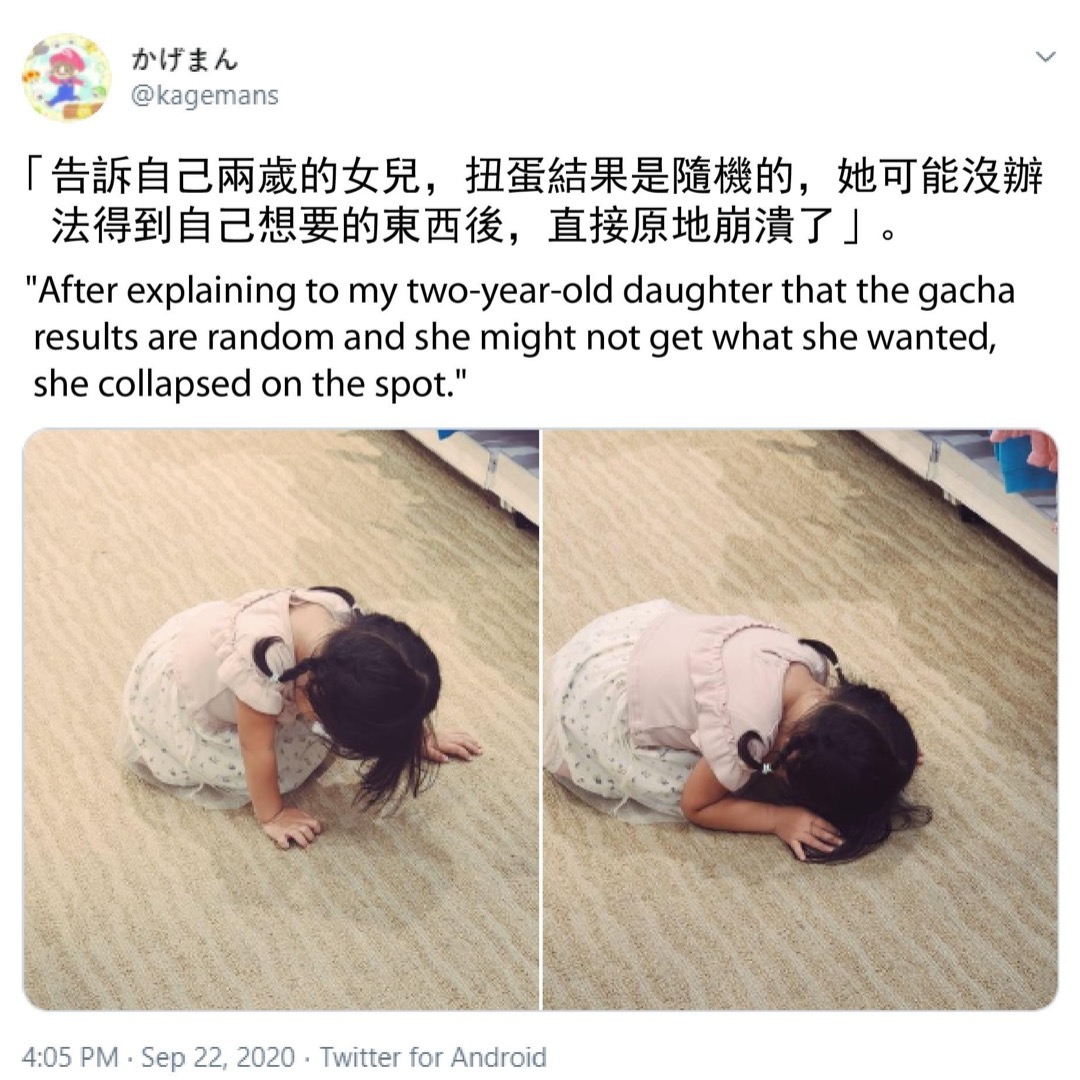 かげまん
@kagemans
「告訴自己兩歲的女兒，扭蛋結果是隨機的，她可能沒辦
法得到自己想要的東西後，直接原地崩潰了」。
"After explaining to my two-year-old daughter that the gacha
results are random and she might not get what she wanted,
she collapsed on the spot."
4:05 PM · Sep 22, 2020 · Twitter for Android